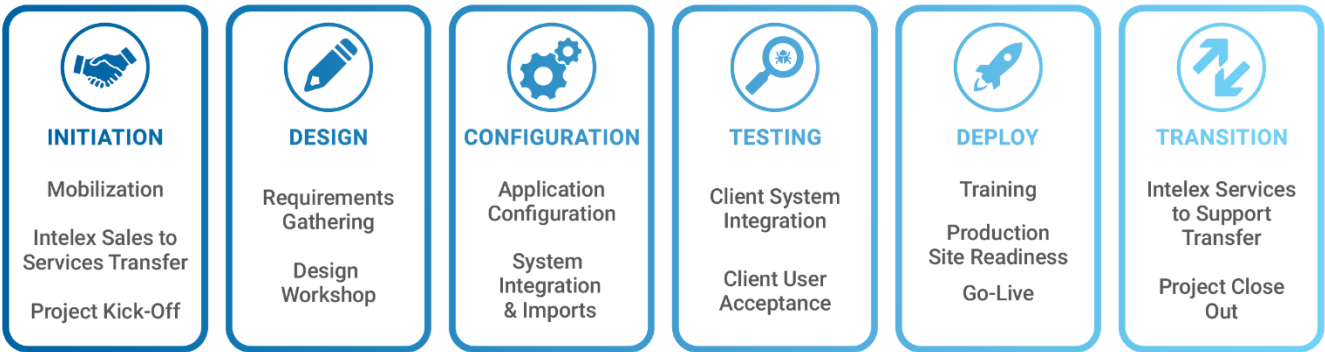 INITIATION
Mobilization
Intelex Sales to
Services Transfer
Project Kick-Off
DESIGN
Requirements
Gathering
Design
Workshop
CONFIGURATION
Application
Configuration
System
Integration
& Imports
TESTING
Client System
Integration
Client User
Acceptance
DEPLOY
Training
Production
Site Readiness
Go-Live
TRANSITION
Intelex Services
to Support
Transfer
Project Close
Out